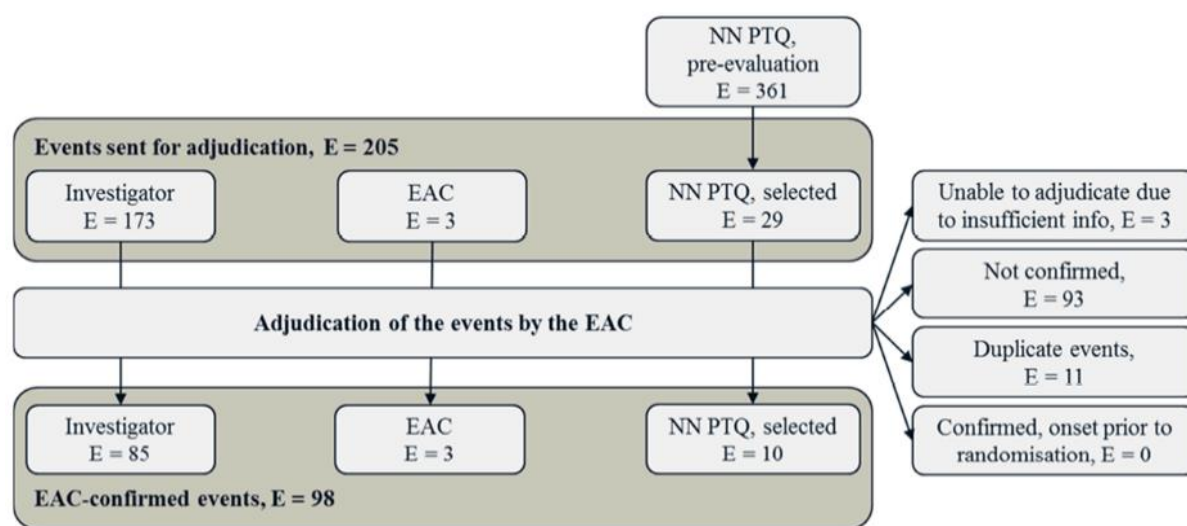 NN PTQ,
pre-evaluation
E = 361
Events sent for adjudication, E = 205
Investigator
E = 173
EAC
E = 3
NN PTQ, selected
E = 29
Unable to adjudicate due
to insufficient info, E = 3
Not confirmed,
E = 93
Adjudication of the events by the EAC
Duplicate events,
E = 11
Investigator
E = 85
EAC
E = 3
NN PTQ, selected
E = 10
Confirmed, onset prior to
randomisation, E = 0
EAC-confirmed events, E = 98